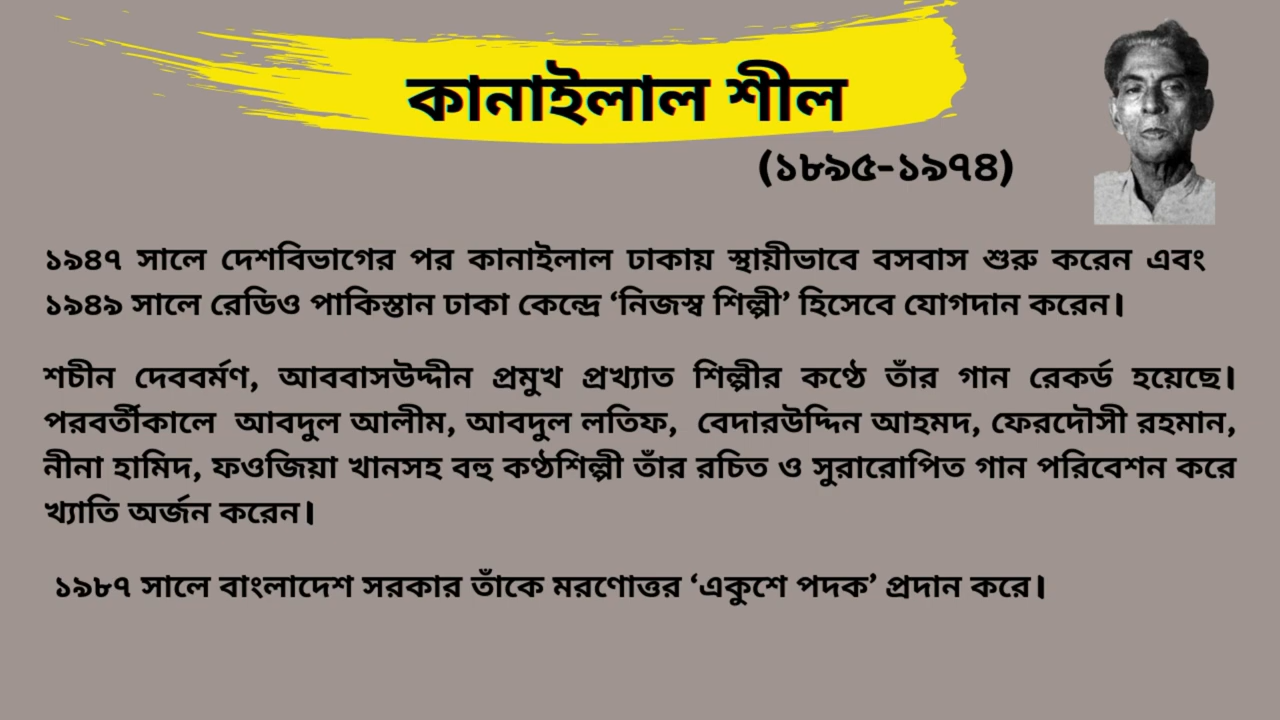 কানাইলাল শীল
(১৮৯৫-১৯৭৪)
১৯৪৭ সালে দেশবিভাগের পর কানাইলাল ঢাকায় স্থায়ীভাবে বসবাস শুরু করেন এবং
১৯৪৯ সালে রেডিও পাকিস্তান ঢাকা কেন্দ্রে ‘নিজস্ব শিল্পী’ হিসেবে যোগদান করেন।
শচীন দেববর্মণ, আববাসউদ্দীন প্রমুখ প্রখ্যাত শিল্পীর কণ্ঠে তাঁর গান রেকর্ড হয়েছে।
পরবর্তীকালে আবদুল আলীম, আবদুল লতিফ, বেদারউদ্দিন আহমদ, ফেরদৌসী রহমান,
নীনা হামিদ, ফওজিয়া খানসহ বহু কণ্ঠশিল্পী তাঁর রচিত ও সুরারোপিত গান পরিবেশন করে
খ্যাতি অর্জন করেন।
১৯৮৭ সালে বাংলাদেশ সরকার তাঁকে মরণোত্তর ‘একুশে পদক’ প্রদান করে।